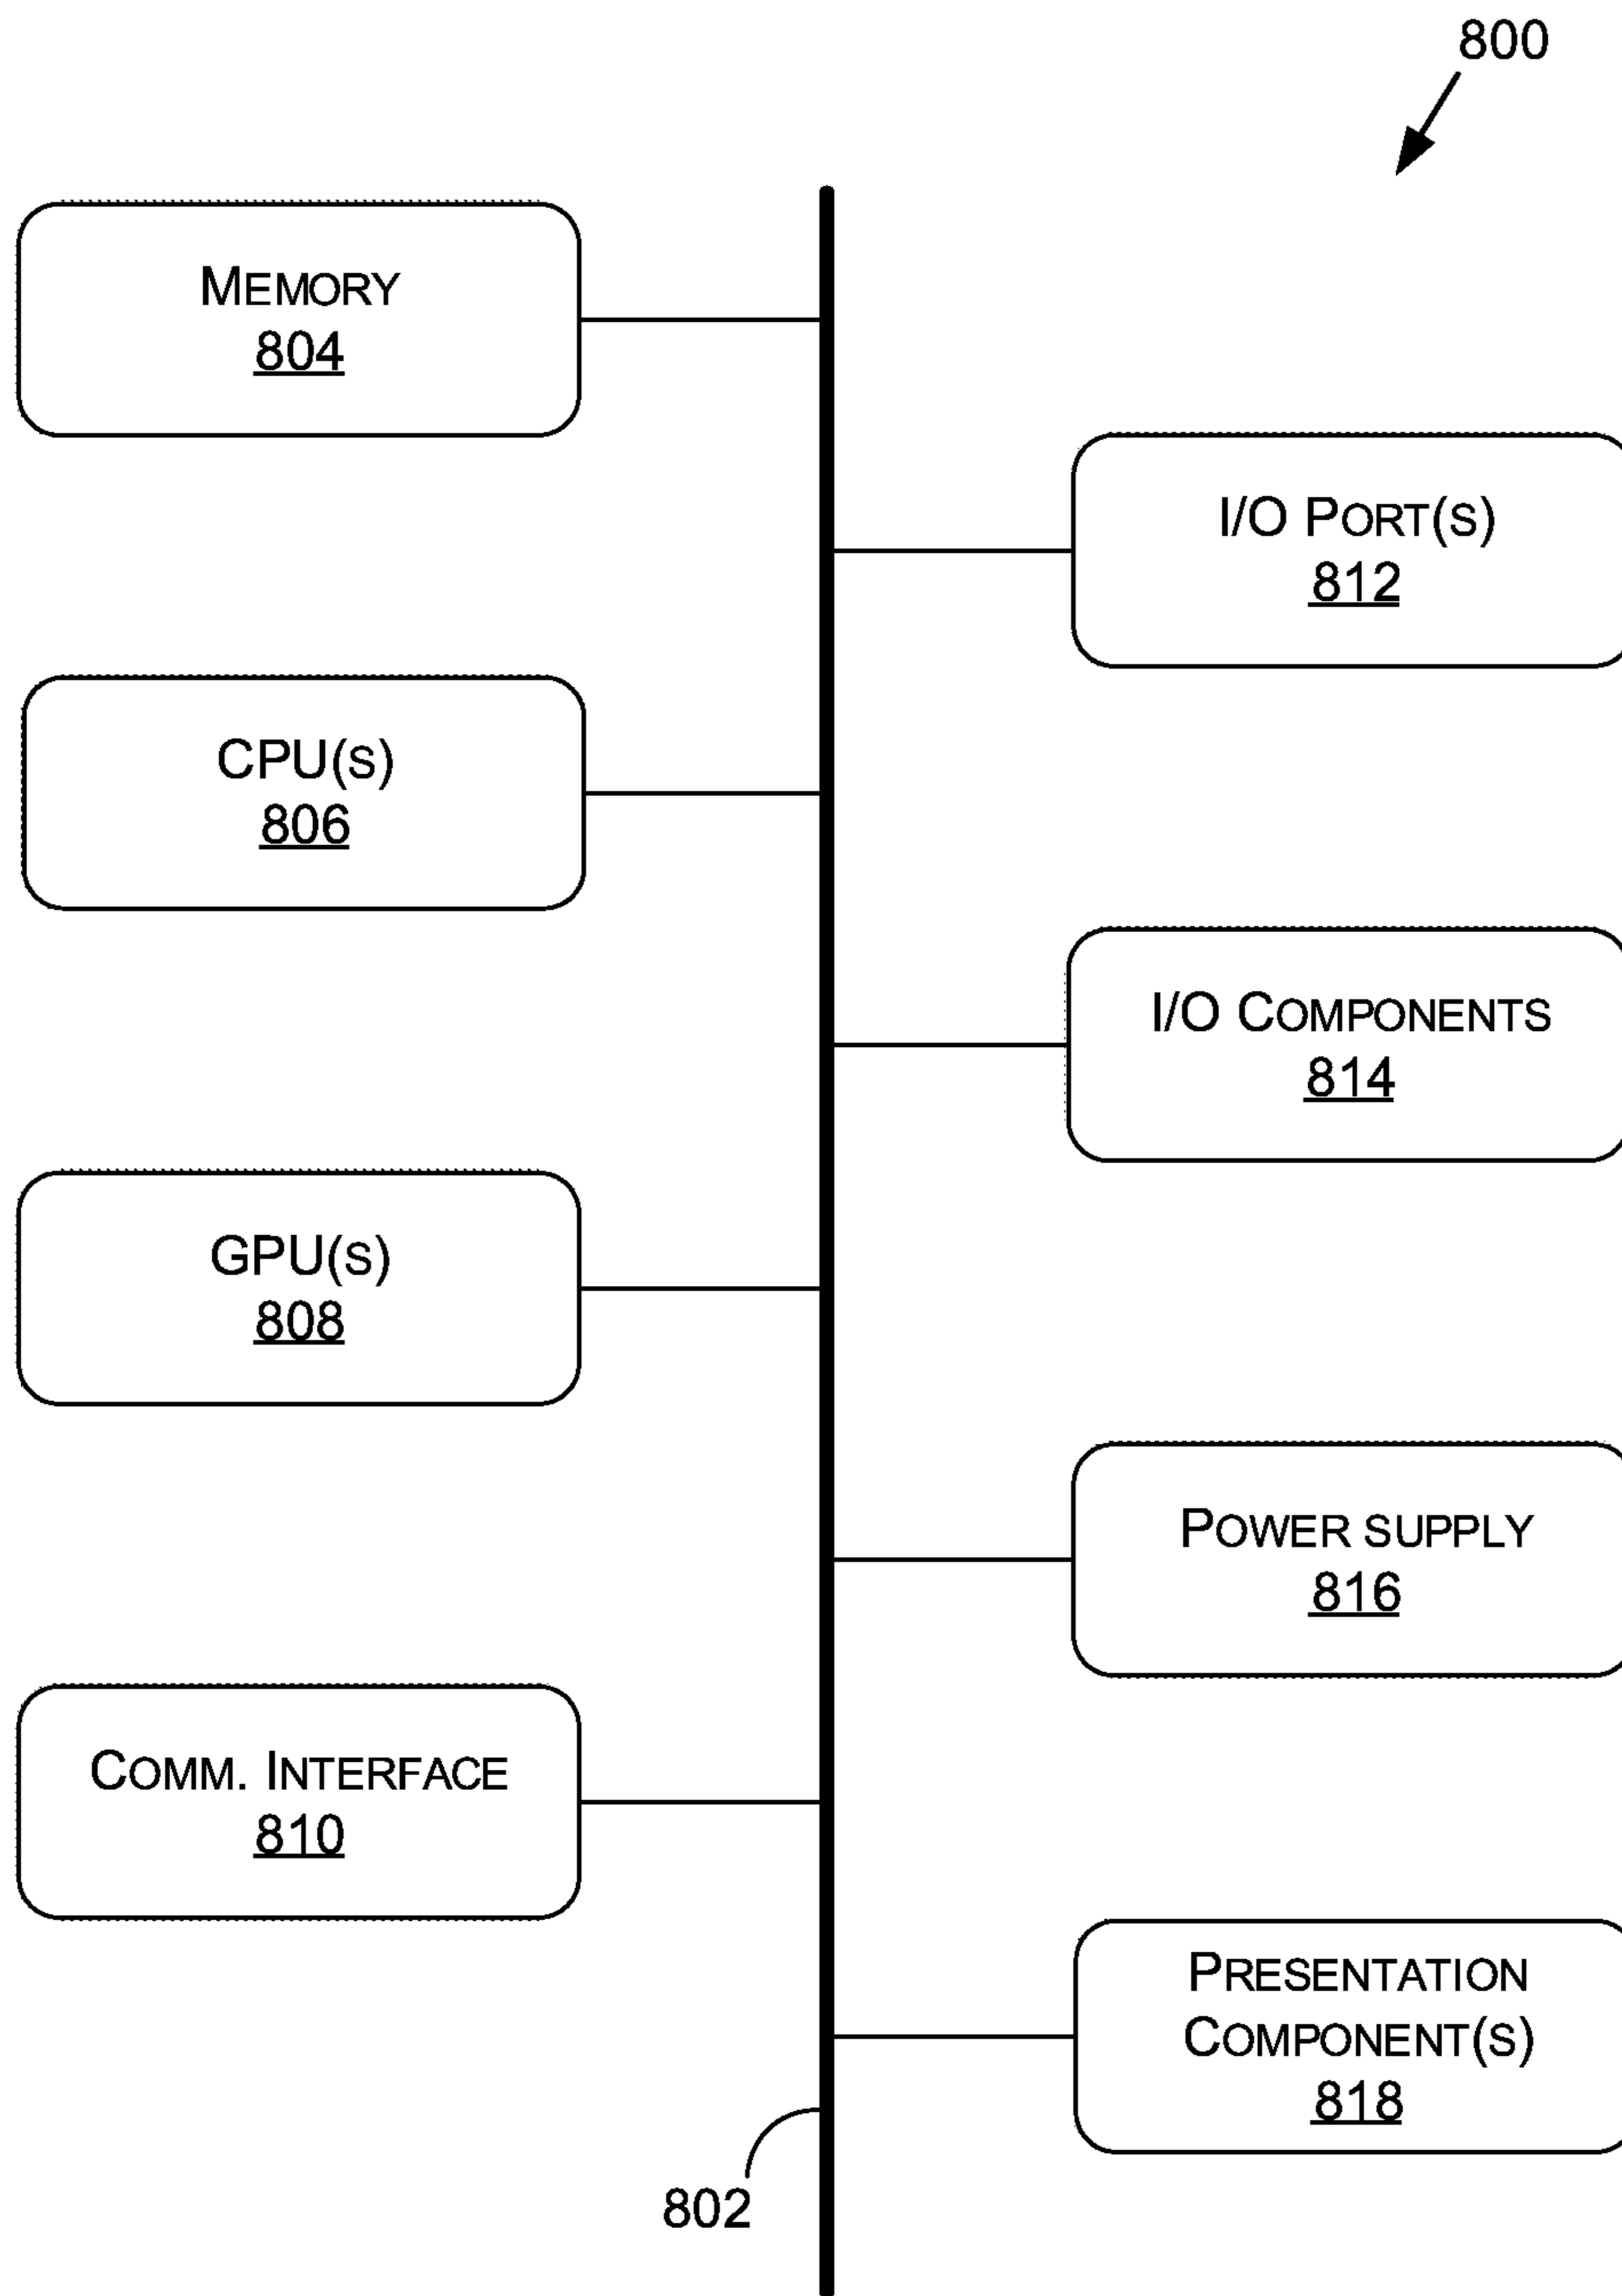 800
MEMORY
804
I/O PORT(S)
812
CPU(S)
806
I/O COMPONENTS
814
GPU(S)
808
POWER SUPPLY
816
COMM. INTERFACE
810
PRESENTATION
COMPONENT(S)
818
802